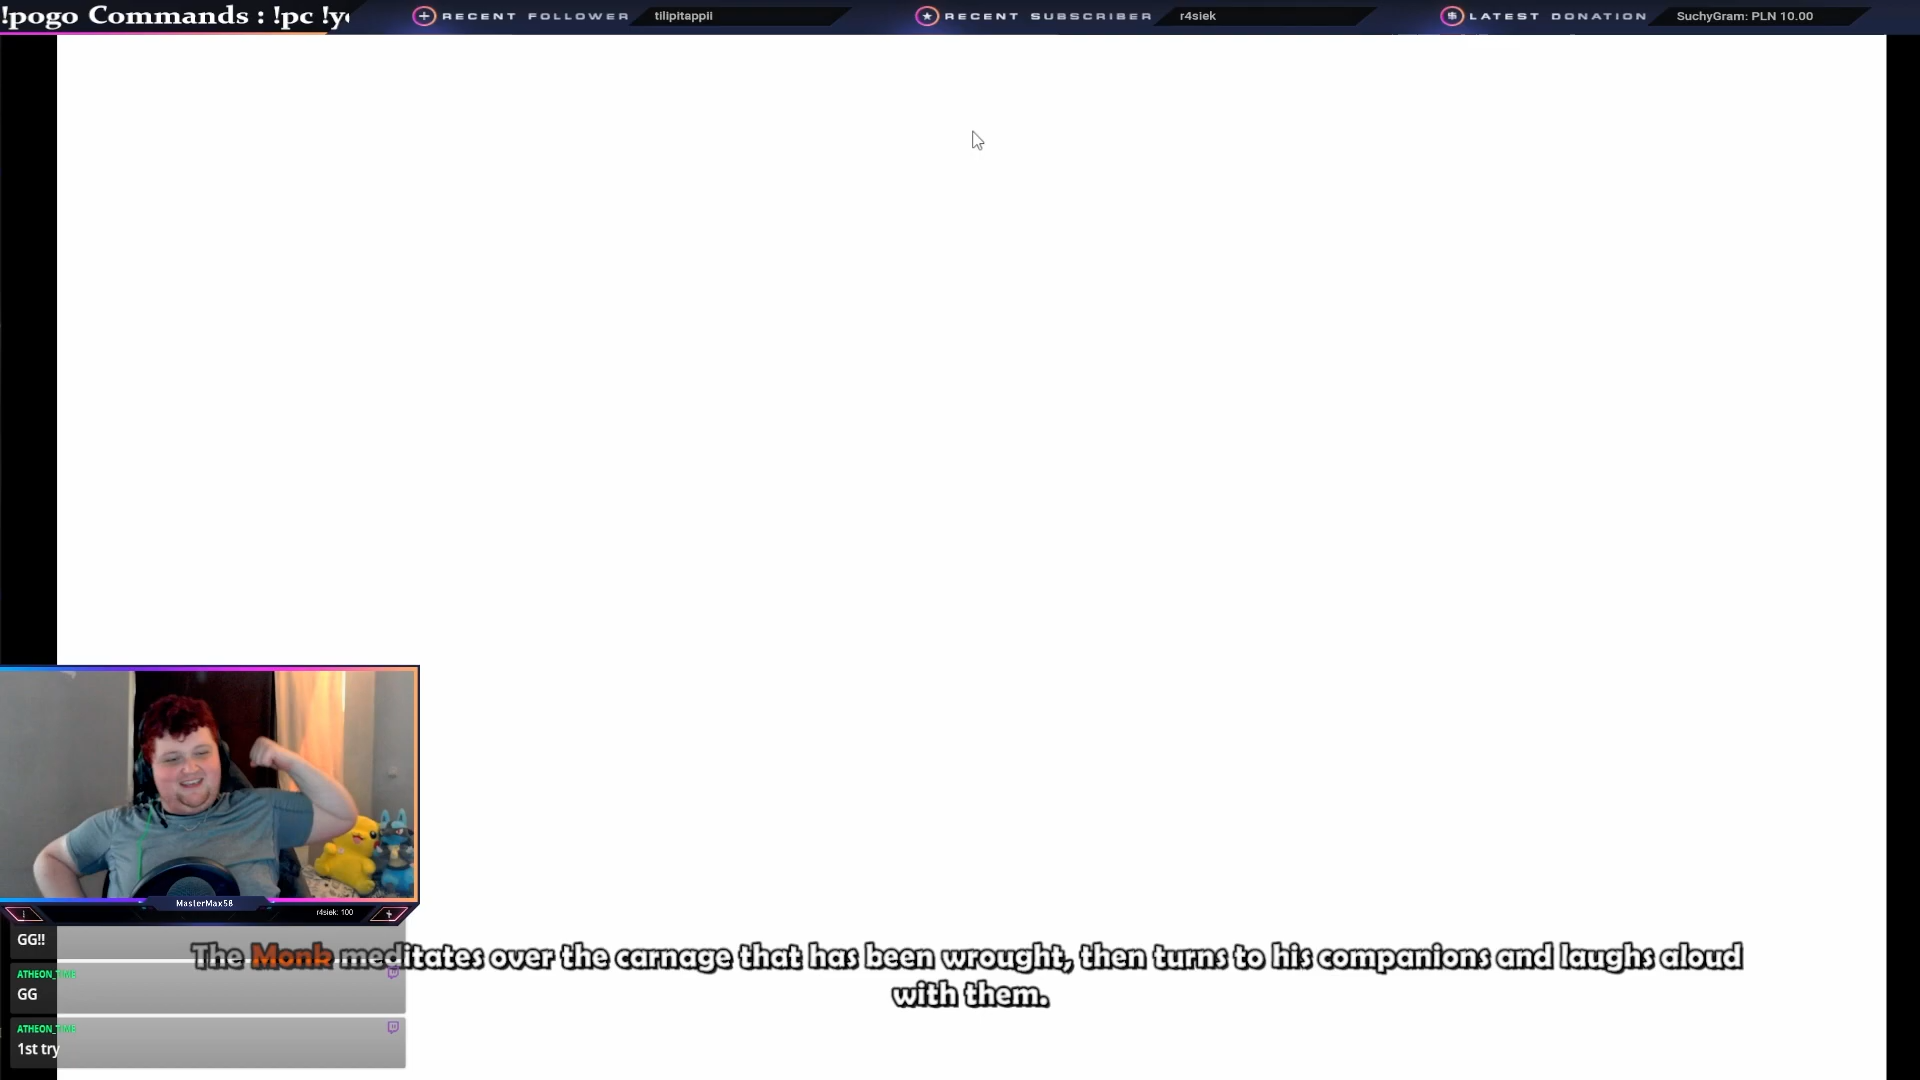 !pogo Commands : !pc !y
RECENT FOLLOWER tilipitappii
RECENT SUBSCRIBER r4siek
LATEST DONATION SuchyGram: PLN 10.00
MasterMax58
r4siek: 100
GG!!
ATHEON_TIME
GG
ATHEON_TIME
1st try
The Monk meditates over the carnage that has been wrought, then turns to his companions and laughs aloud
with them.